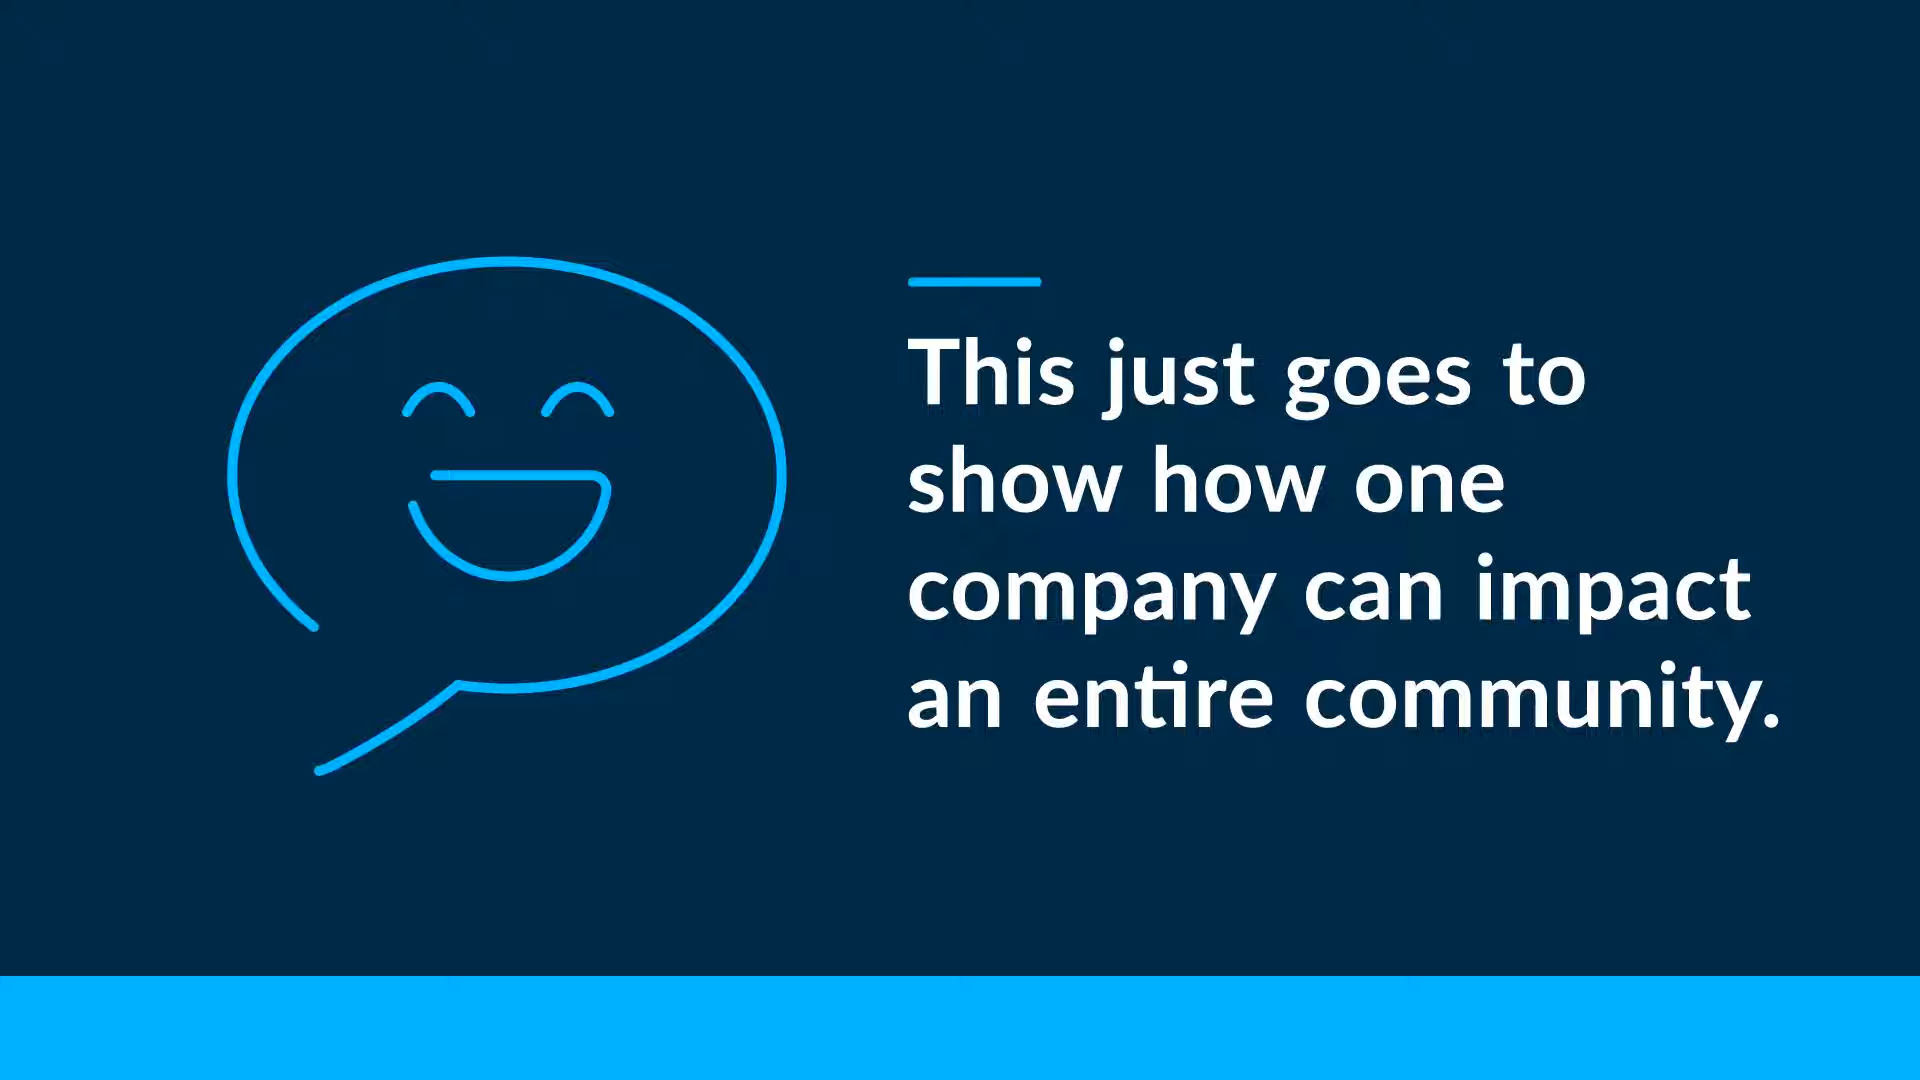 This just goes to
show how one
company can impact
an entire community.